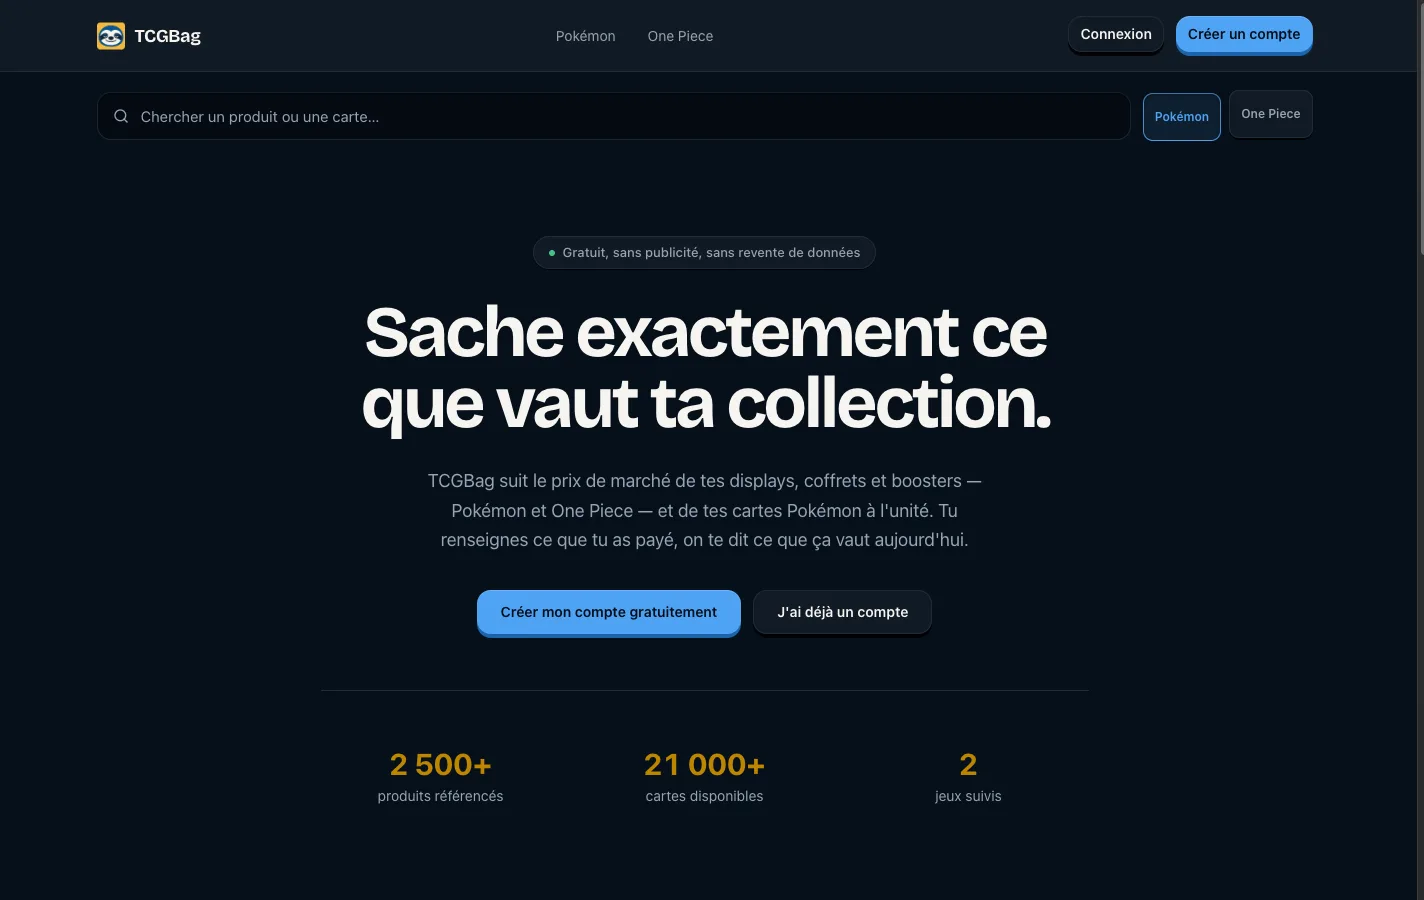 TCGBag
Pokémon
One Piece
Connexion
Créer un compte
Chercher un produit ou une carte...
Pokémon
One Piece
Gratuit, sans publicité, sans revente de données
Sache exactement ce
que vaut ta collection.
TCGBag suit le prix de marché de tes displays, coffrets et boosters —
Pokémon et One Piece — et de tes cartes Pokémon à l'unité. Tu
renseignes ce que tu as payé, on te dit ce que ça vaut aujourd'hui.
Créer mon compte gratuitement
J'ai déjà un compte
2 500+
produits référencés
21 000+
cartes disponibles
2
jeux suivis